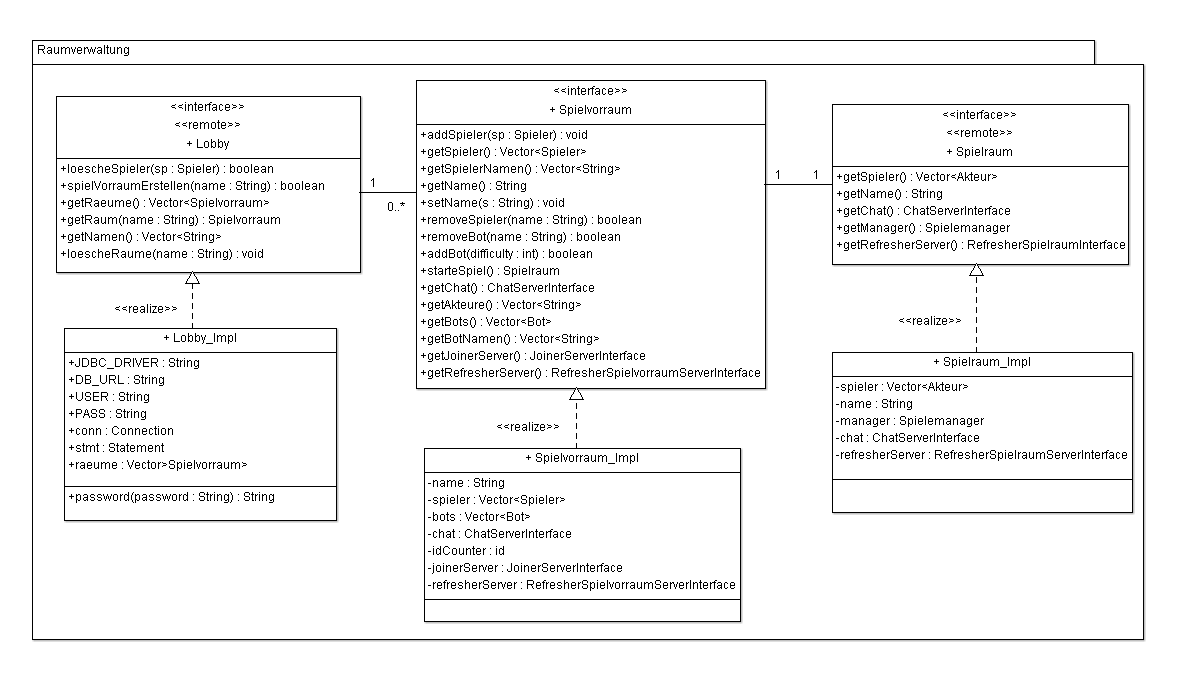 Raumverwaltung
<<interface>>
<<remote>>
+ Lobby
+loescheSpieler(sp : Spieler) : boolean
+spielVorraumErstellen(name : String) : boolean
+getRaeume() : Vector<Spielvorraum>
+getRaum(name : String) : Spielvorraum
+getNamen() : Vector<String>
+loescheRaume(name : String) : void
<<realize>>
+ Lobby_Impl
+JDBC_DRIVER : String
+DB_URL : String
+USER : String
+PASS : String
+conn : Connection
+stmt : Statement
+raeume : Vector>Spielvorraum>
+password(password : String) : String
1
0..*
<<interface>>
+ Spielvorraum
+addSpieler(sp : Spieler) : void
+getSpieler() : Vector<Spieler>
+getSpielerNamen() : Vector<String>
+getName() : String
+setName(s : String) : void
+removeSpieler(name : String) : boolean
+removeBot(name : String) : boolean
+addBot(difficulty : int) : boolean
+starteSpiel() : Spielraum
+getChat() : ChatServerInterface
+getAkteure() : Vector<String>
+getBots() : Vector<Bot>
+getBotNamen() : Vector<String>
+getJoinerServer() : JoinerServerInterface
+getRefresherServer() : RefresherSpielvorraumServerInterface
<<realize>>
+ Spielvorraum_Impl
-name : String
-spieler : Vector<Spieler>
-bots : Vector<Bot>
-chat : ChatServerInterface
-idCounter : id
-joinerServer : JoinerServerInterface
-refresherServer : RefresherSpielvorraumServerInterface
1 1
<<interface>>
<<remote>>
+ Spielraum
+getSpieler() : Vector<Akteur>
+getName() : String
+getChat() : ChatServerInterface
+getManager() : Spielemanager
+getRefresherServer() : RefresherSpielraumInterface
<<realize>>
+ Spielraum_Impl
-spieler : Vector<Akteur>
-name : String
-manager : Spielemanager
-chat : ChatServerInterface
-refresherServer : RefresherSpielraumServerInterface